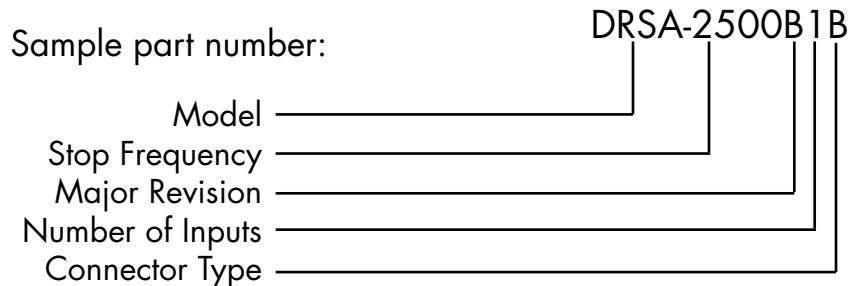 Sample part number:
DRSA-2500B1B
Model
Stop Frequency
Major Revision
Number of Inputs
Connector Type